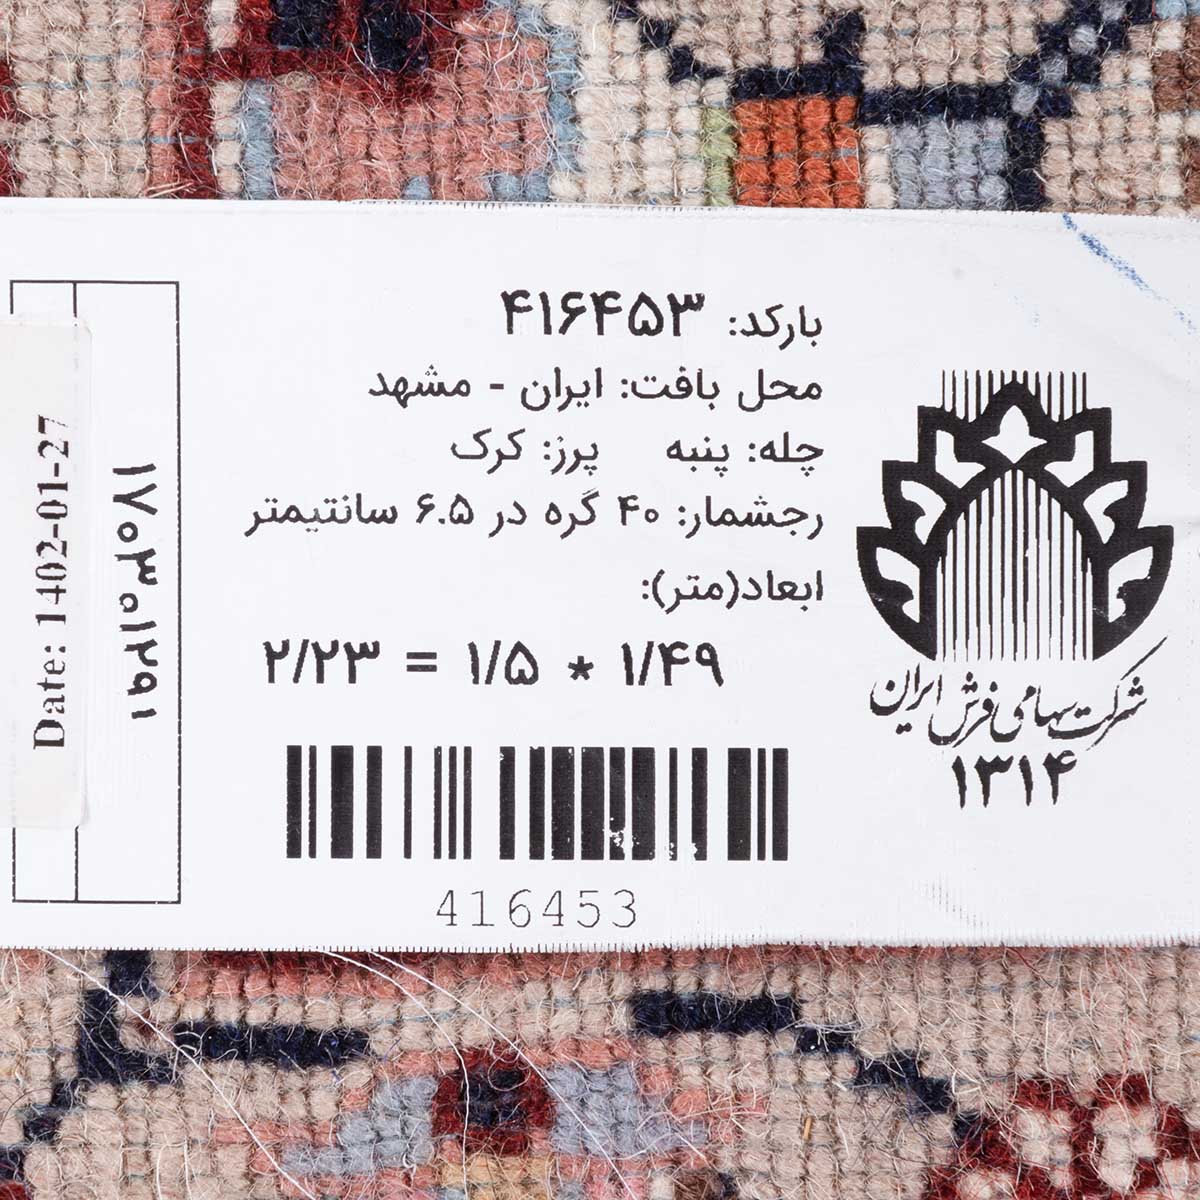 بارکد: ۴۱۶۴۵۳
محل بافت: ایران - مشهد
چله: پنبه پرز: کرک
رجشمار: ۴۰ گره در ۶.۵ سانتیمتر
ابعاد(متر):
۱/۴۹ * ۱/۵ = ۲/۲۳
416453
شرکت سهامی فرش ایران
۱۳۱۴
۱۷۰۳۰۱۲۹۱
Date: 1402-01-27